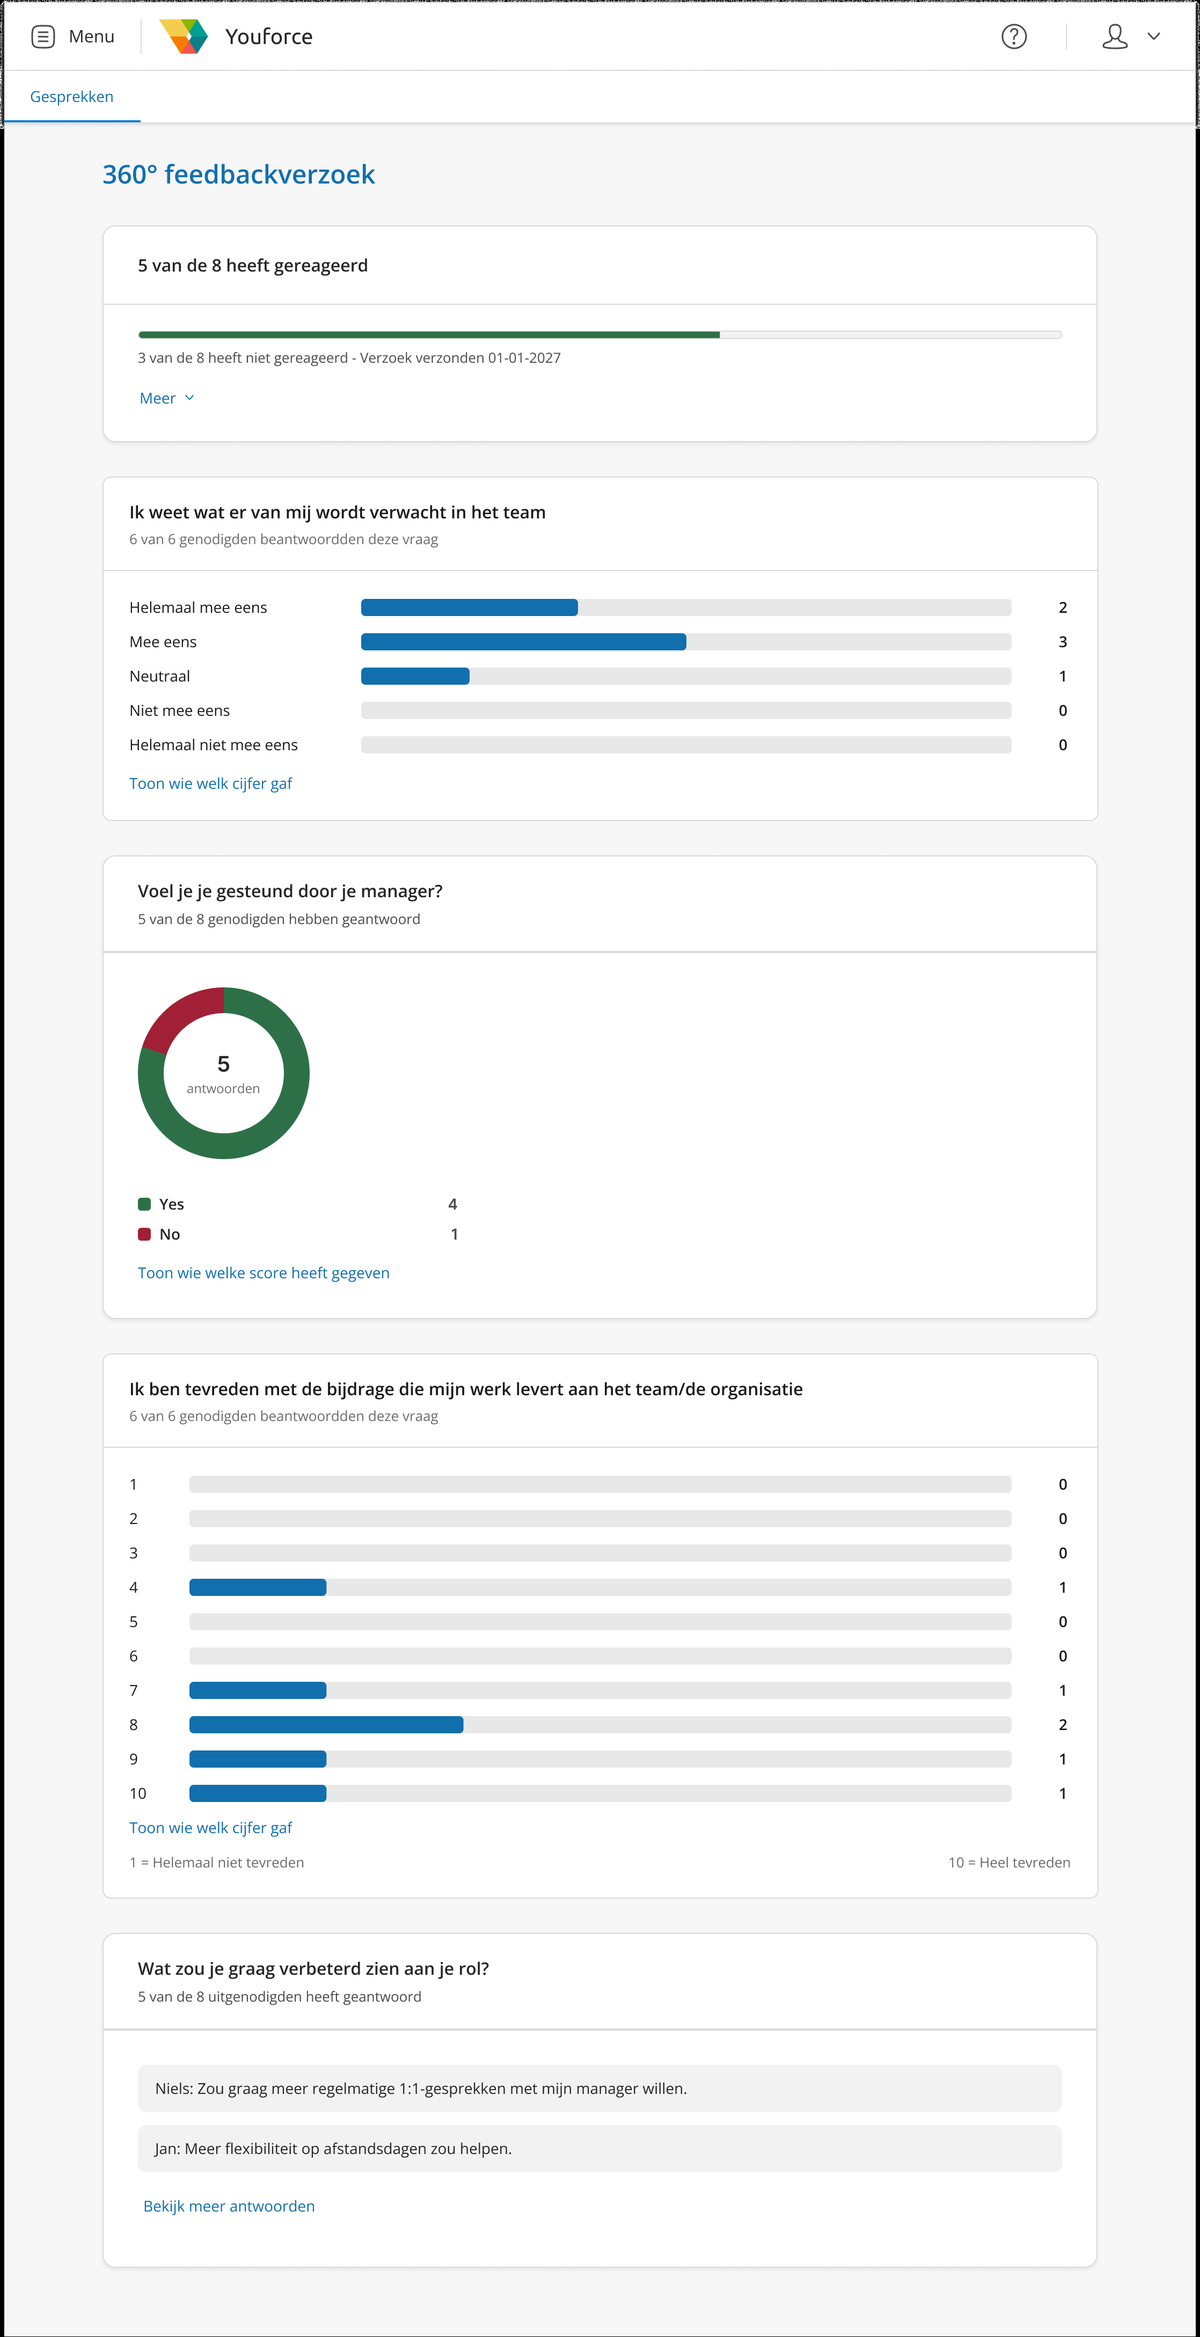 Menu
Youforce
Gesprekken
360° feedbackverzoek
5 van de 8 heeft gereageerd
3 van de 8 heeft niet gereageerd - Verzoek verzonden 01-01-2027
Meer
Ik weet wat er van mij wordt verwacht in het team
6 van 6 genodigden beantwoordden deze vraag
Helemaal mee eens 2
Mee eens 3
Neutraal 1
Niet mee eens 0
Helemaal niet mee eens 0
Toon wie welk cijfer gaf
Voel je je gesteund door je manager?
5 van de 8 genodigden hebben geantwoord
5
antwoorden
Yes 4
No 1
Toon wie welke score heeft gegeven
Ik ben tevreden met de bijdrage die mijn werk levert aan het team/de organisatie
6 van 6 genodigden beantwoordden deze vraag
1 0
2 0
3 0
4 1
5 0
6 0
7 1
8 2
9 1
10 1
Toon wie welk cijfer gaf
1 = Helemaal niet tevreden 10 = Heel tevreden
Wat zou je graag verbeterd zien aan je rol?
5 van de 8 uitgenodigden heeft geantwoord
Niels: Zou graag meer regelmatige 1:1-gesprekken met mijn manager willen.
Jan: Meer flexibiliteit op afstandsdagen zou helpen.
Bekijk meer antwoorden